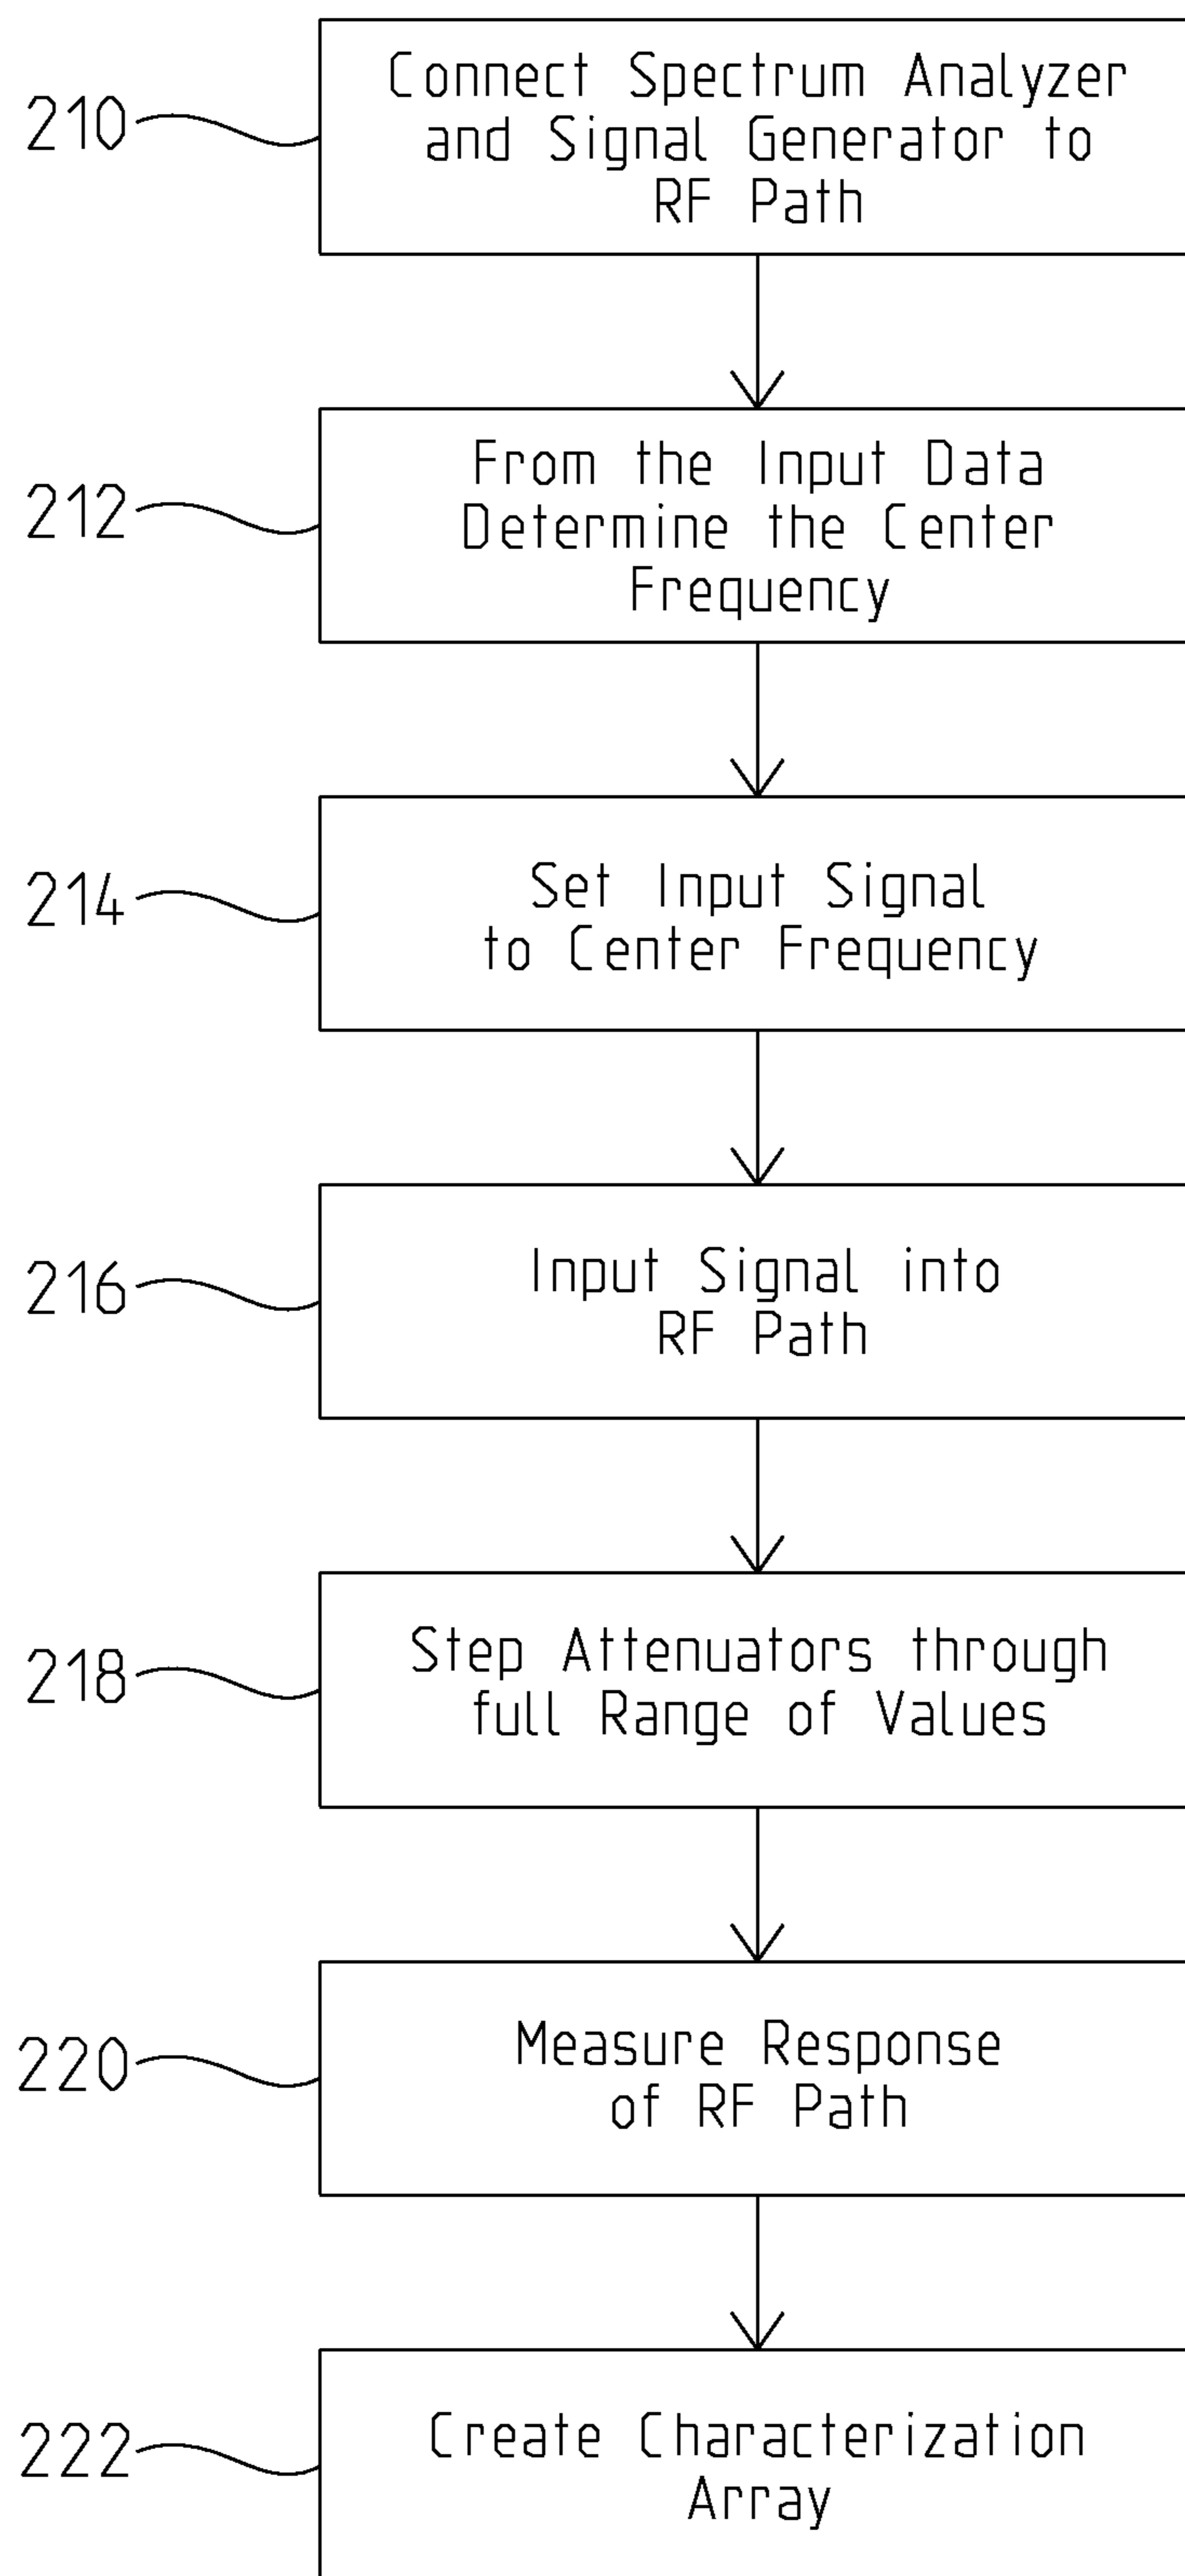 210
Connect Spectrum Analyzer
and Signal Generator to
RF Path
212
From the Input Data
Determine the Center
Frequency
214
Set Input Signal
to Center Frequency
216
Input Signal into
RF Path
218
Step Attenuators through
full Range of Values
220
Measure Response
of RF Path
222
Create Characterization
Array